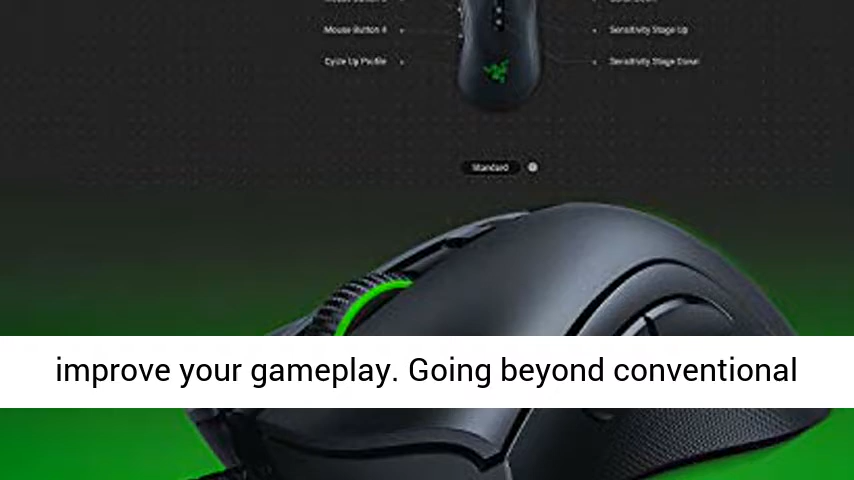 Mouse Button 4
Sensitivity Stage Up
Cycle Up Profile
Sensitivity Stage Down
Standard
improve your gameplay. Going beyond conventional